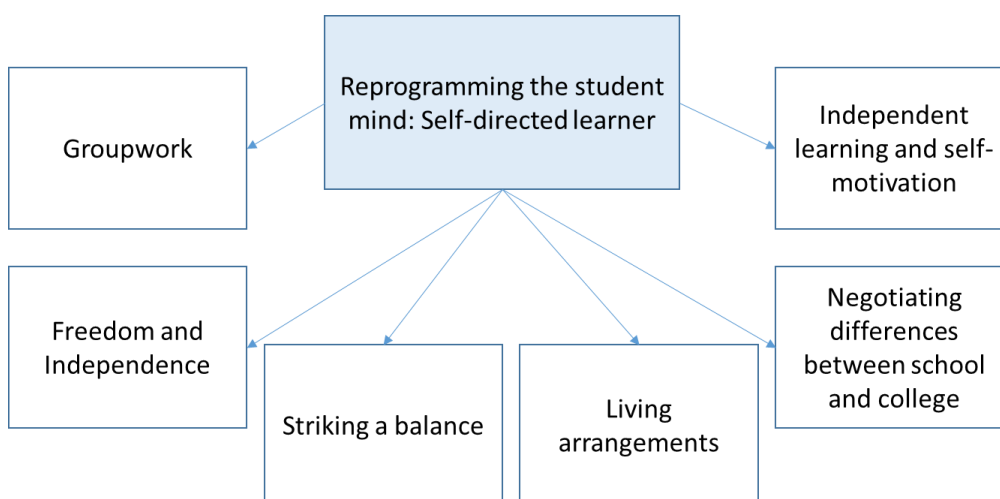 Reprogramming the student
mind: Self-directed learner
Groupwork
Independent
learning and self-
motivation
Freedom and
Independence
Striking a balance
Living
arrangements
Negotiating
differences
between school
and college